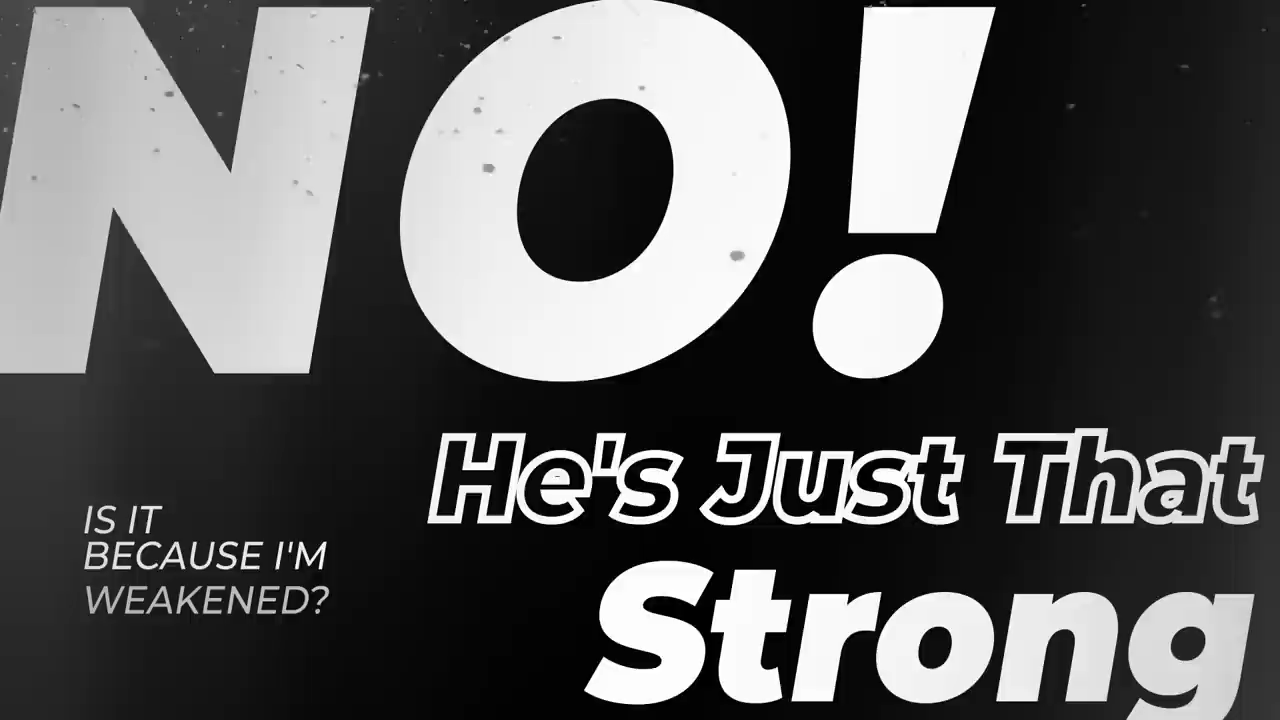 NO!
He's Just That
Strong
IS IT
BECAUSE I'M
WEAKENED?